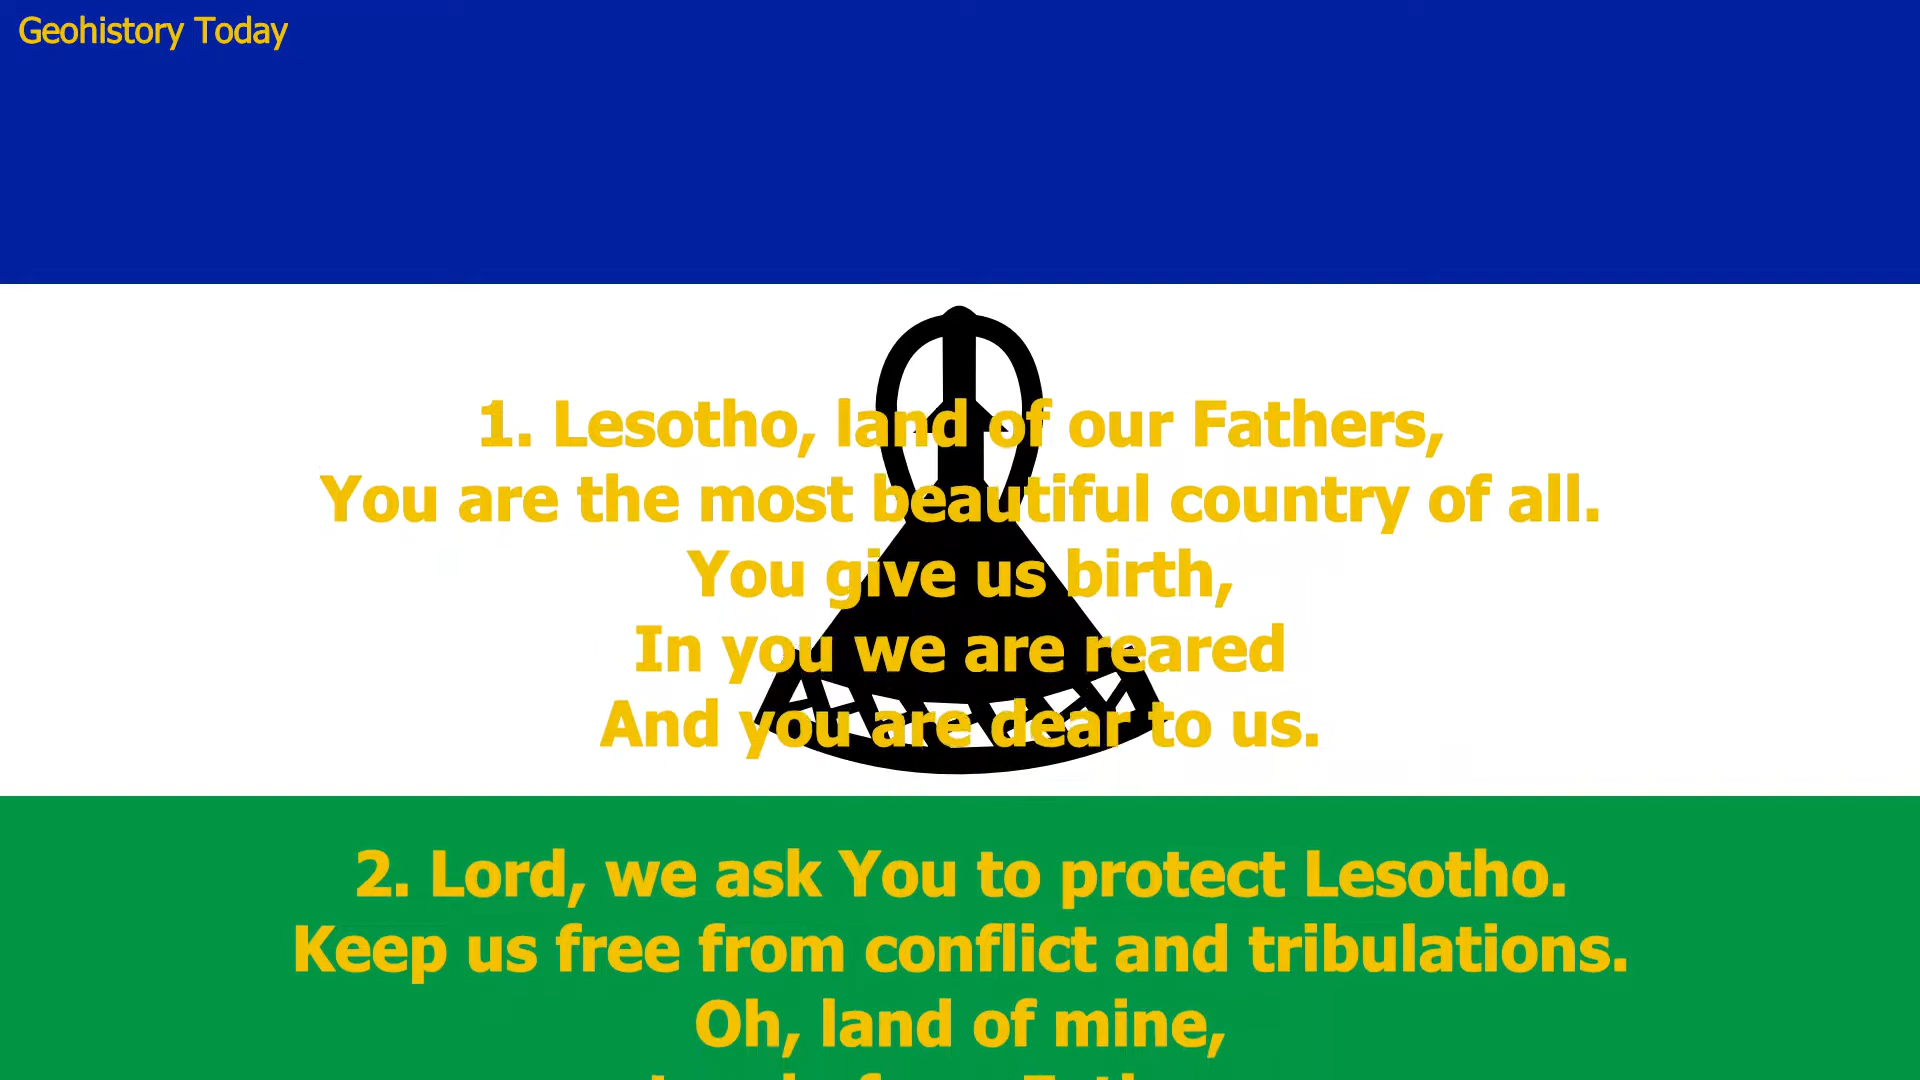 Geohistory Today
1. Lesotho, land of our Fathers,
You are the most beautiful country of all.
You give us birth,
In you we are reared
And you are dear to us.
2. Lord, we ask You to protect Lesotho.
Keep us free from conflict and tribulations.
Oh, land of mine,